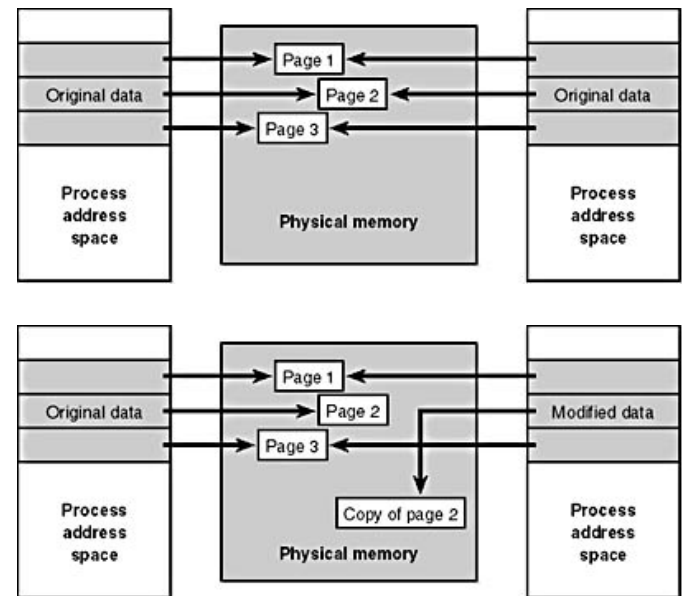 Page 1
Original data
Page 2
Original data
Page 3
Process
address
space
Physical memory
Process
address
space
Page 1
Original data
Page 2
Modified data
Page 3
Copy of page 2
Process
address
space
Physical memory
Process
address
space